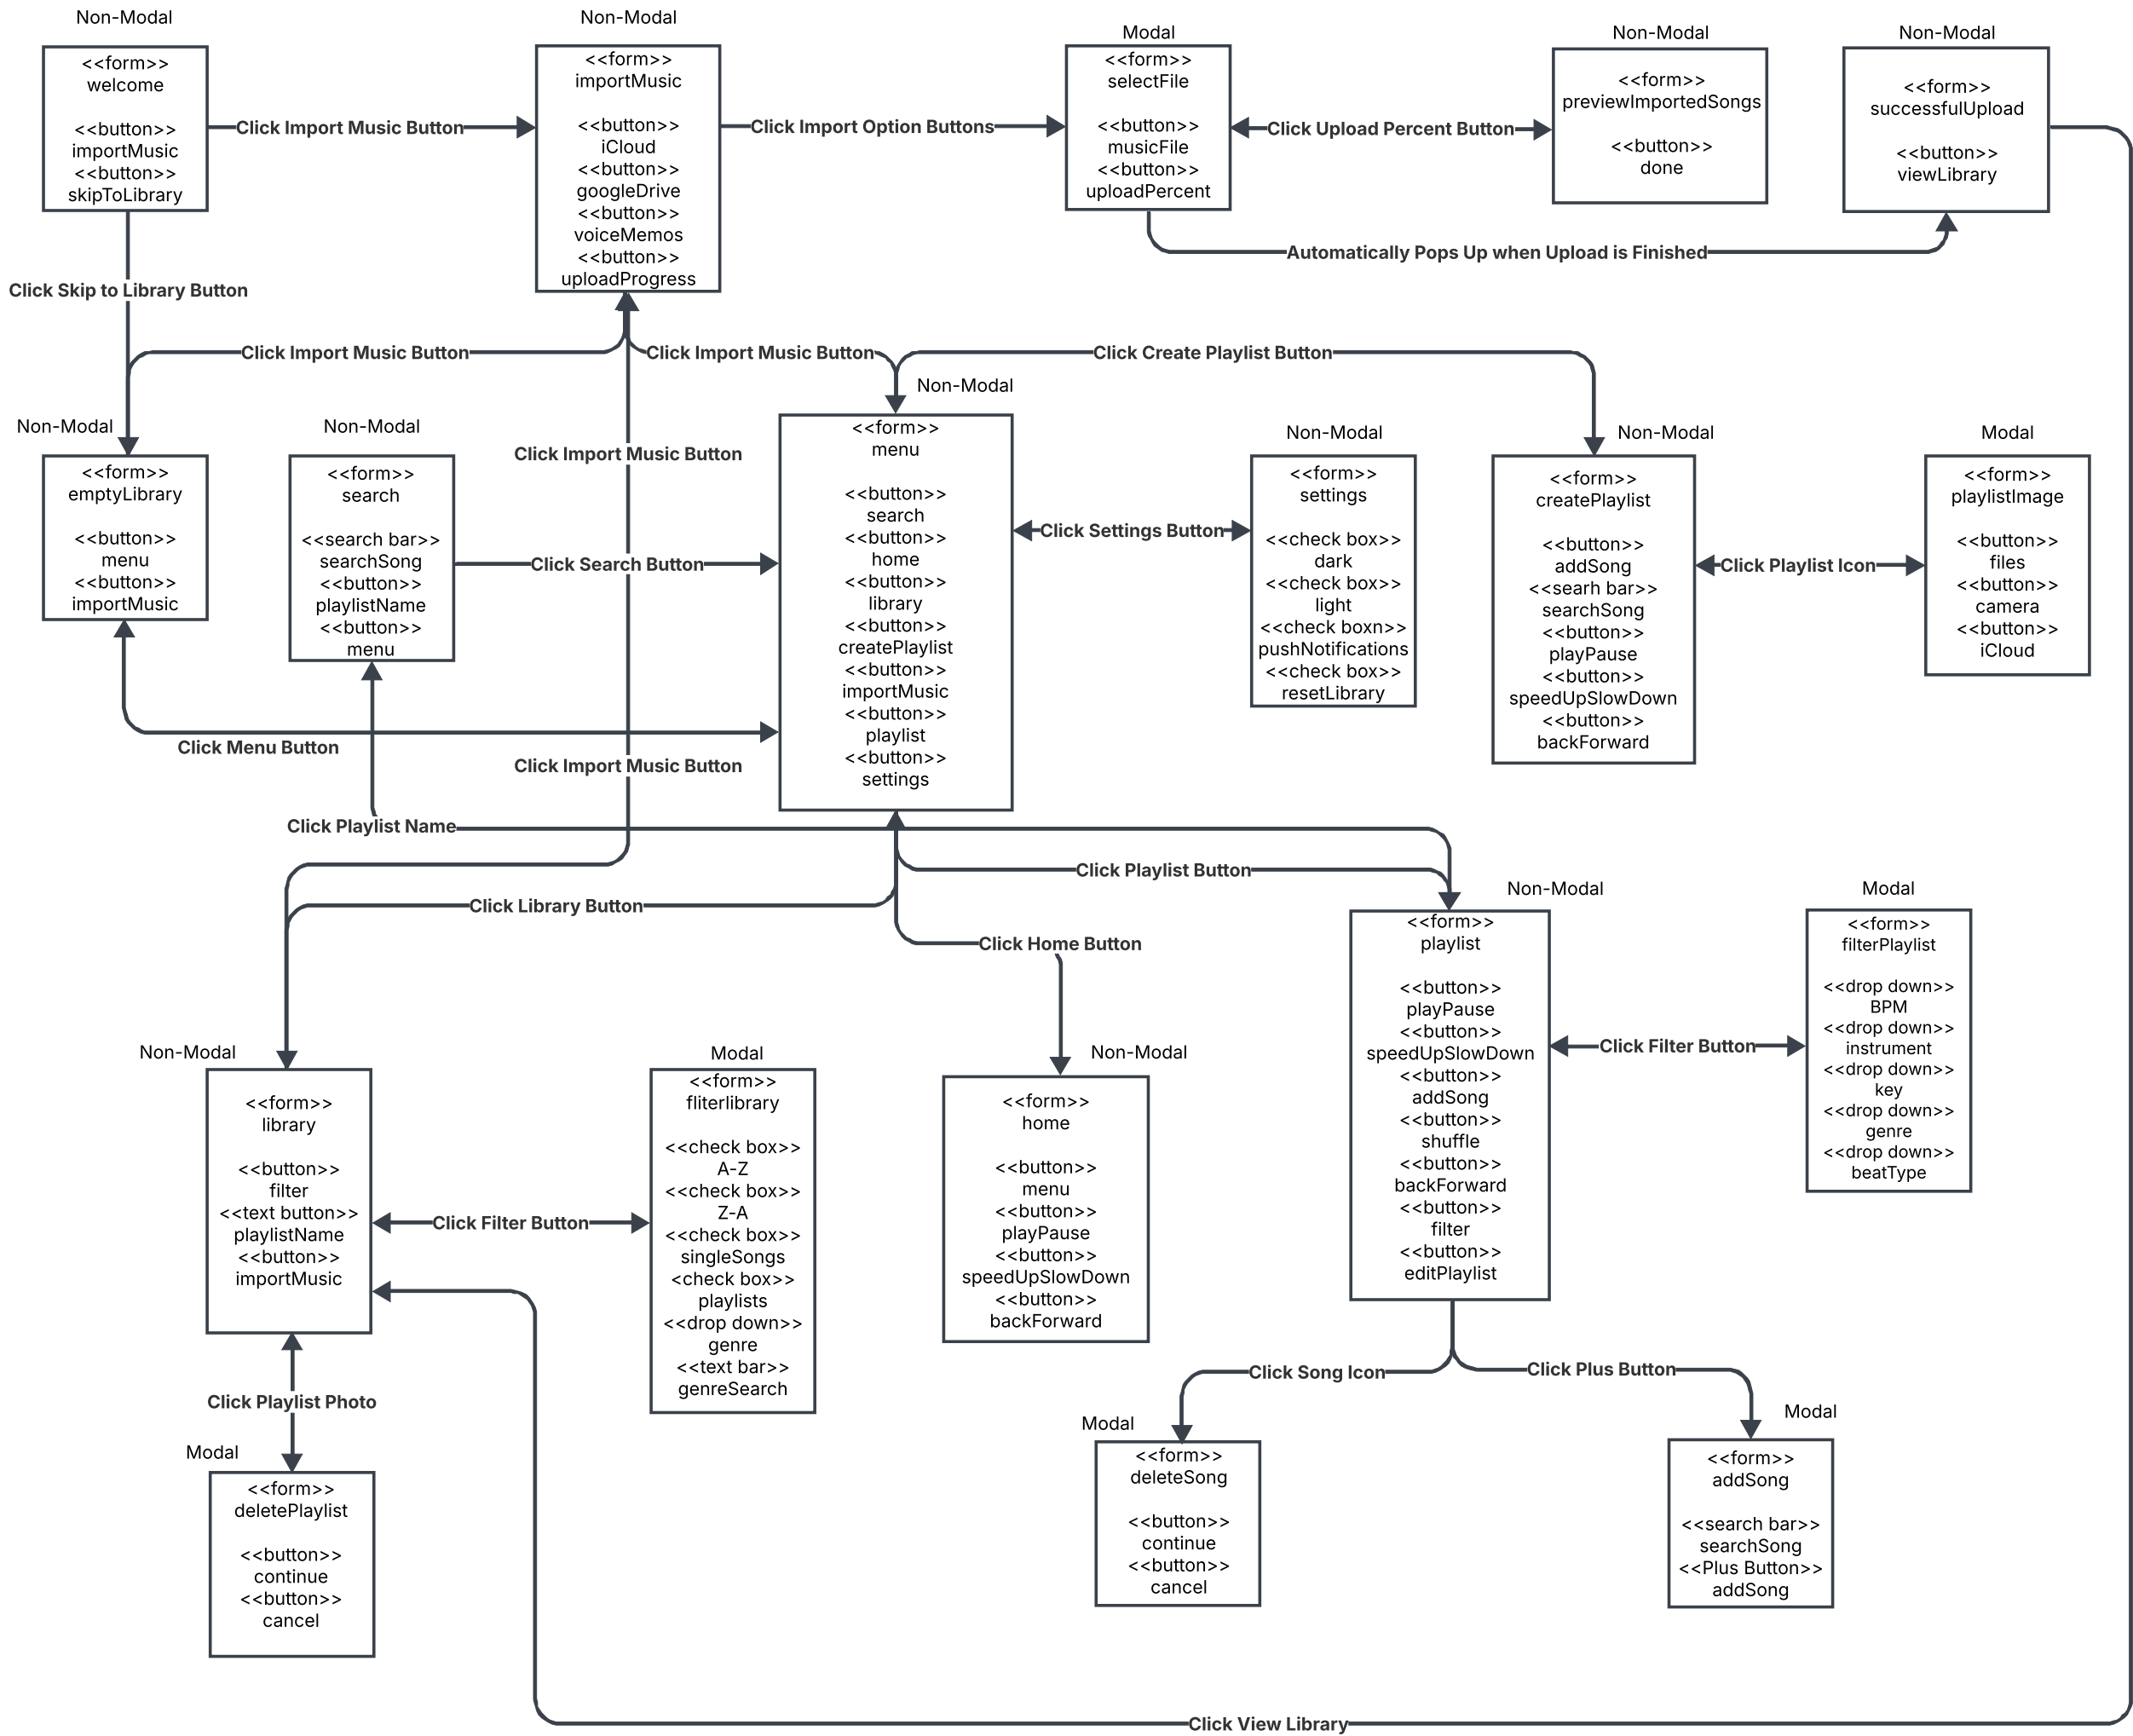 Non-Modal
<<form>>
welcome
<<button>>
importMusic
<<button>>
skipToLibrary
Click Import Music Button
Non-Modal
<<form>>
importMusic
<<button>>
iCloud
<<button>>
googleDrive
<<button>>
voiceMemos
<<button>>
uploadProgress
Click Import Option Buttons
Modal
<<form>>
selectFile
<<button>>
musicFile
<<button>>
uploadPercent
Click Upload Percent Button
Non-Modal
<<form>>
previewImportedSongs
<<button>>
done
Non-Modal
<<form>>
successfulUpload
<<button>>
viewLibrary
Automatically Pops Up when Upload is Finished
Click Skip to Library Button
Click Import Music Button
Click Import Music Button
Click Create Playlist Button
Non-Modal
<<form>>
emptyLibrary
<<button>>
menu
<<button>>
importMusic
Non-Modal
<<form>>
search
<<search bar>>
searchSong
<<button>>
playlistName
<<button>>
menu
Click Import Music Button
Click Search Button
Click Menu Button
Click Import Music Button
Non-Modal
<<form>>
menu
<<button>>
search
<<button>>
home
<<button>>
library
<<button>>
createPlaylist
<<button>>
importMusic
<<button>>
playlist
<<button>>
settings
Click Settings Button
Non-Modal
<<form>>
settings
<<check box>>
dark
<<check box>>
light
<<check boxn>>
pushNotifications
<<check box>>
resetLibrary
Non-Modal
<<form>>
createPlaylist
<<button>>
addSong
<<searh bar>>
searchSong
<<button>>
playPause
<<button>>
speedUpSlowDown
<<button>>
backForward
Click Playlist Icon
Modal
<<form>>
playlistImage
<<button>>
files
<<button>>
camera
<<button>>
iCloud
Click Playlist Name
Click Playlist Button
Click Library Button
Click Home Button
Non-Modal
<<form>>
library
<<button>>
filter
<<text button>>
playlistName
<<button>>
importMusic
Click Filter Button
Modal
<<form>>
fliterlibrary
<<check box>>
A-Z
<<check box>>
Z-A
<<check box>>
singleSongs
<check box>>
playlists
<<drop down>>
genre
<<text bar>>
genreSearch
Non-Modal
<<form>>
home
<<button>>
menu
<<button>>
playPause
<<button>>
speedUpSlowDown
<<button>>
backForward
Non-Modal
<<form>>
playlist
<<button>>
playPause
<<button>>
speedUpSlowDown
<<button>>
addSong
<<button>>
shuffle
<<button>>
backForward
<<button>>
filter
<<button>>
editPlaylist
Click Filter Button
Modal
<<form>>
filterPlaylist
<<drop down>>
BPM
<<drop down>>
instrument
<<drop down>>
key
<<drop down>>
genre
<<drop down>>
beatType
Click Playlist Photo
Modal
<<form>>
deletePlaylist
<<button>>
continue
<<button>>
cancel
Click Song Icon
Click Plus Button
Modal
<<form>>
deleteSong
<<button>>
continue
<<button>>
cancel
Modal
<<form>>
addSong
<<search bar>>
searchSong
<<Plus Button>>
addSong
Click View Library